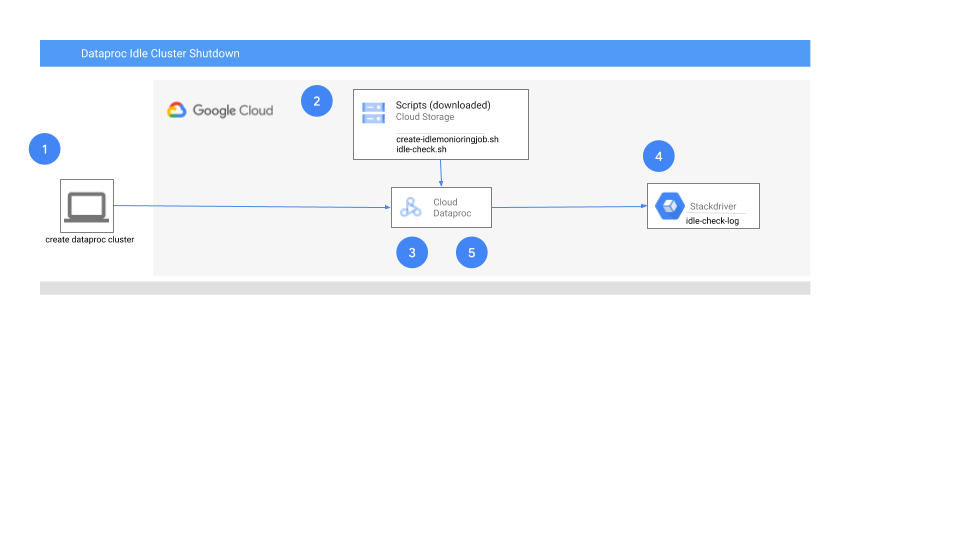 Dataproc Idle Cluster Shutdown
Google Cloud
2
Scripts (downloaded)
Cloud Storage
create-idlemonioringjob.sh
idle-check.sh
1
4
create dataproc cluster
Cloud
Dataproc
Stackdriver
idle-check-log
3
5